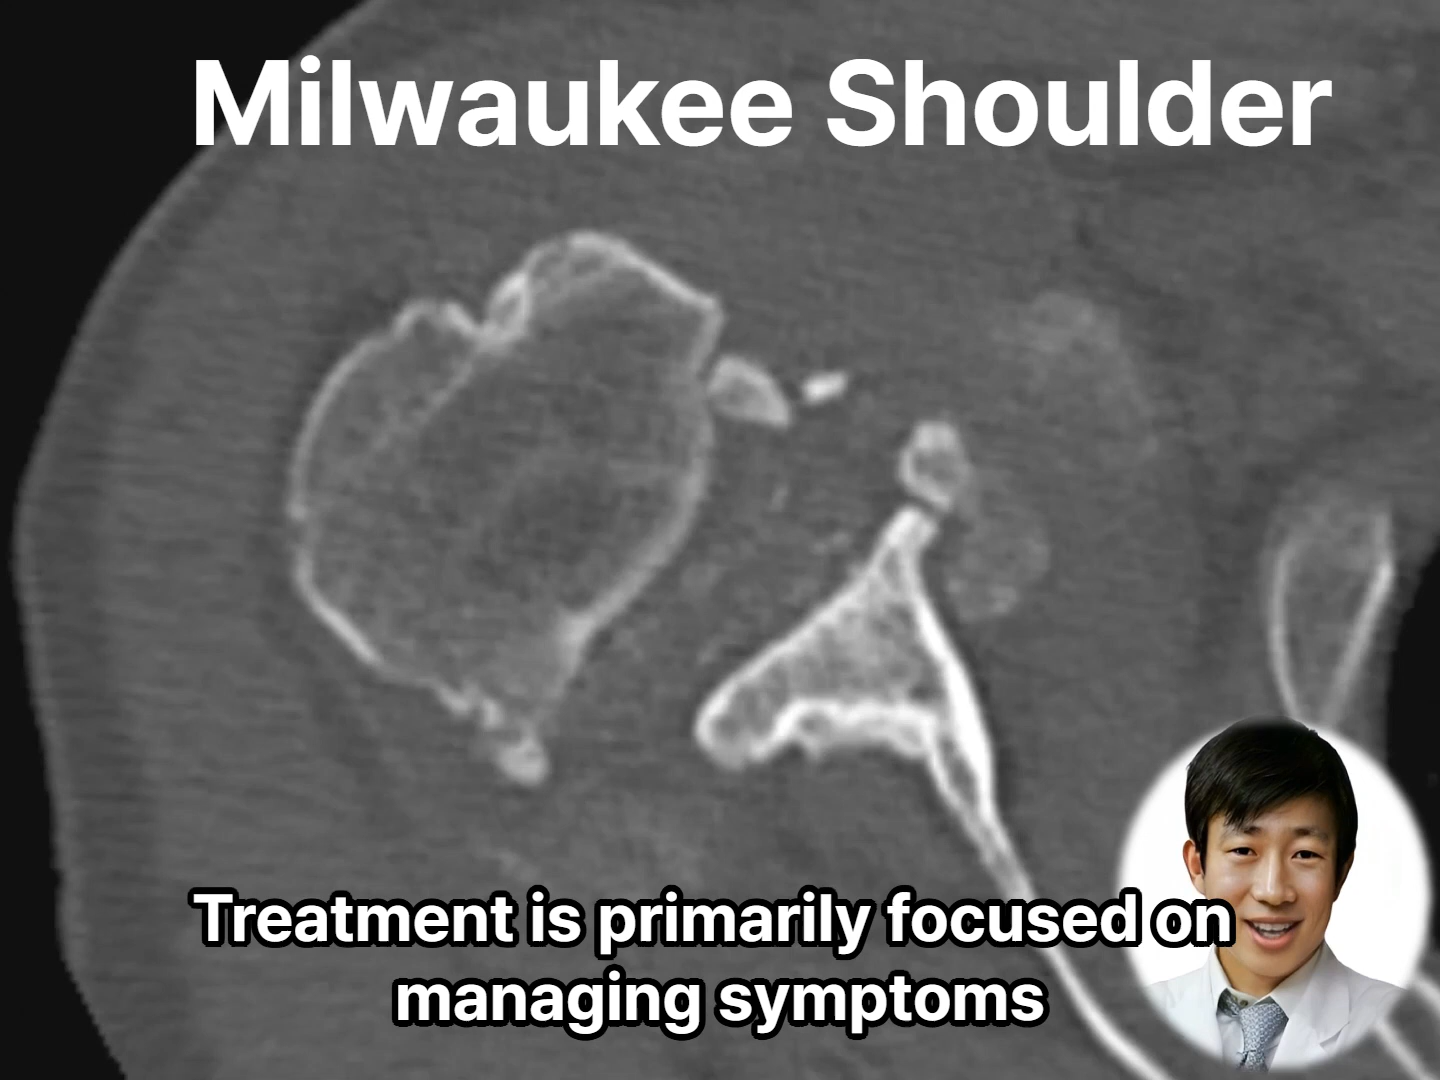 Milwaukee Shoulder
Treatment is primarily focused on
managing symptoms